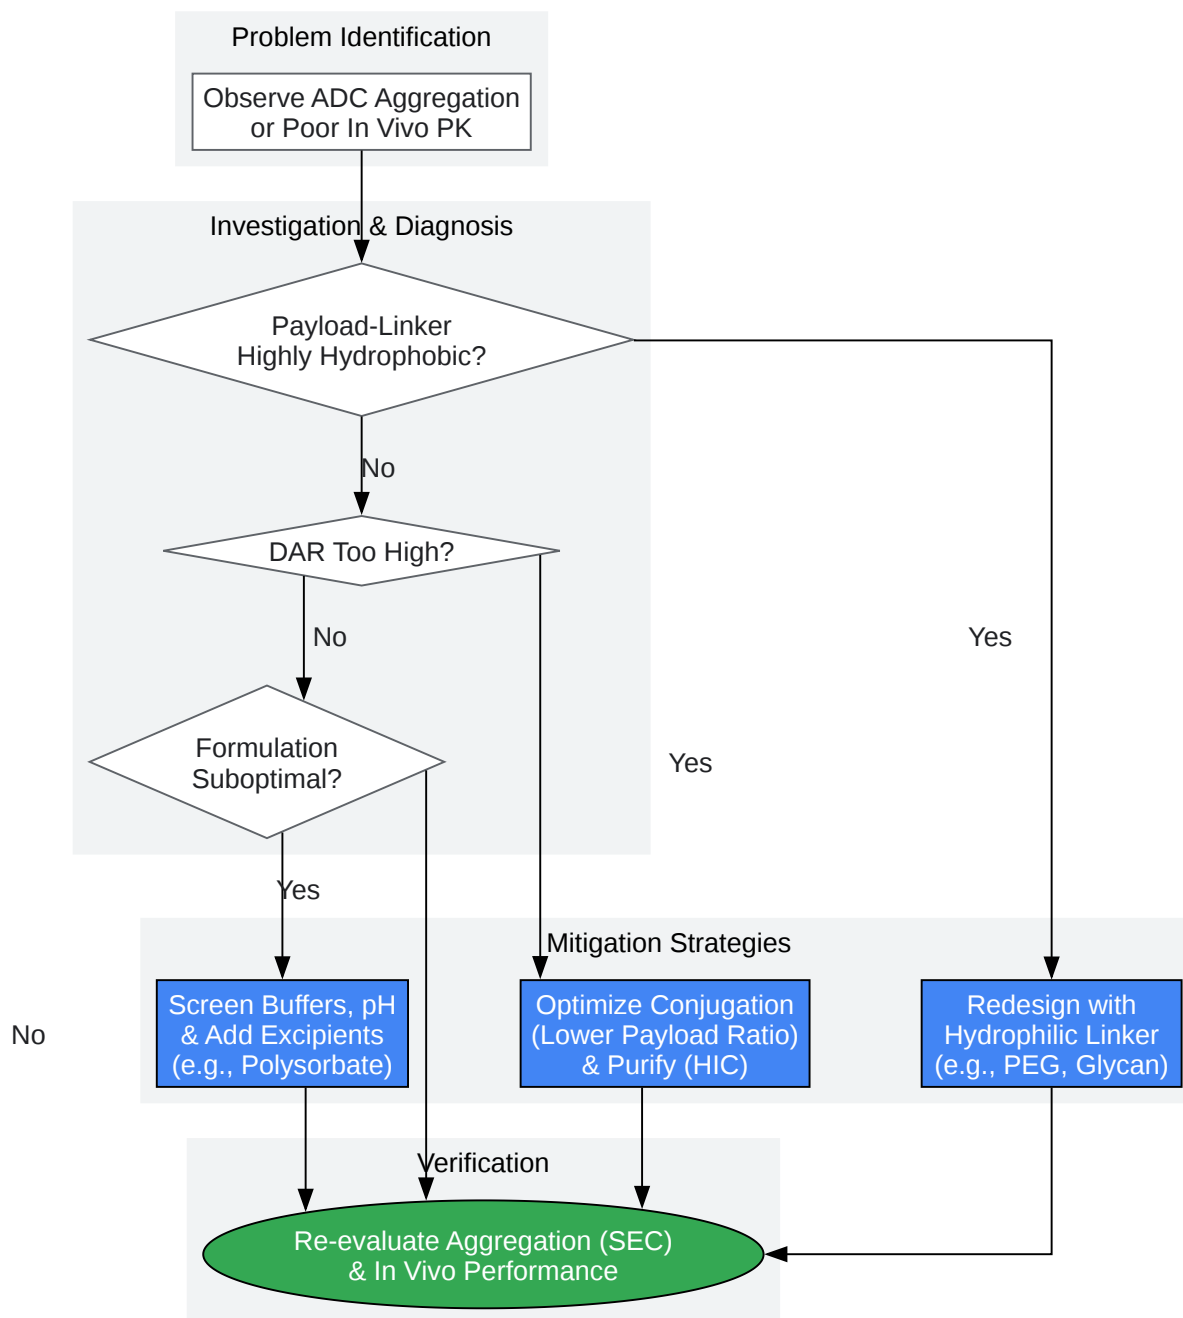 Problem Identification
Observe ADC Aggregation
or Poor In Vivo PK
Investigation & Diagnosis
Payload-Linker
Highly Hydrophobic?
No
DAR Too High?
No
Yes
Formulation
Suboptimal?
Yes
Yes
Mitigation Strategies
Screen Buffers, pH
& Add Excipients
(e.g., Polysorbate)
Optimize Conjugation
(Lower Payload Ratio)
& Purify (HIC)
Redesign with
Hydrophilic Linker
(e.g., PEG, Glycan)
No
Verification
Re-evaluate Aggregation (SEC)
& In Vivo Performance